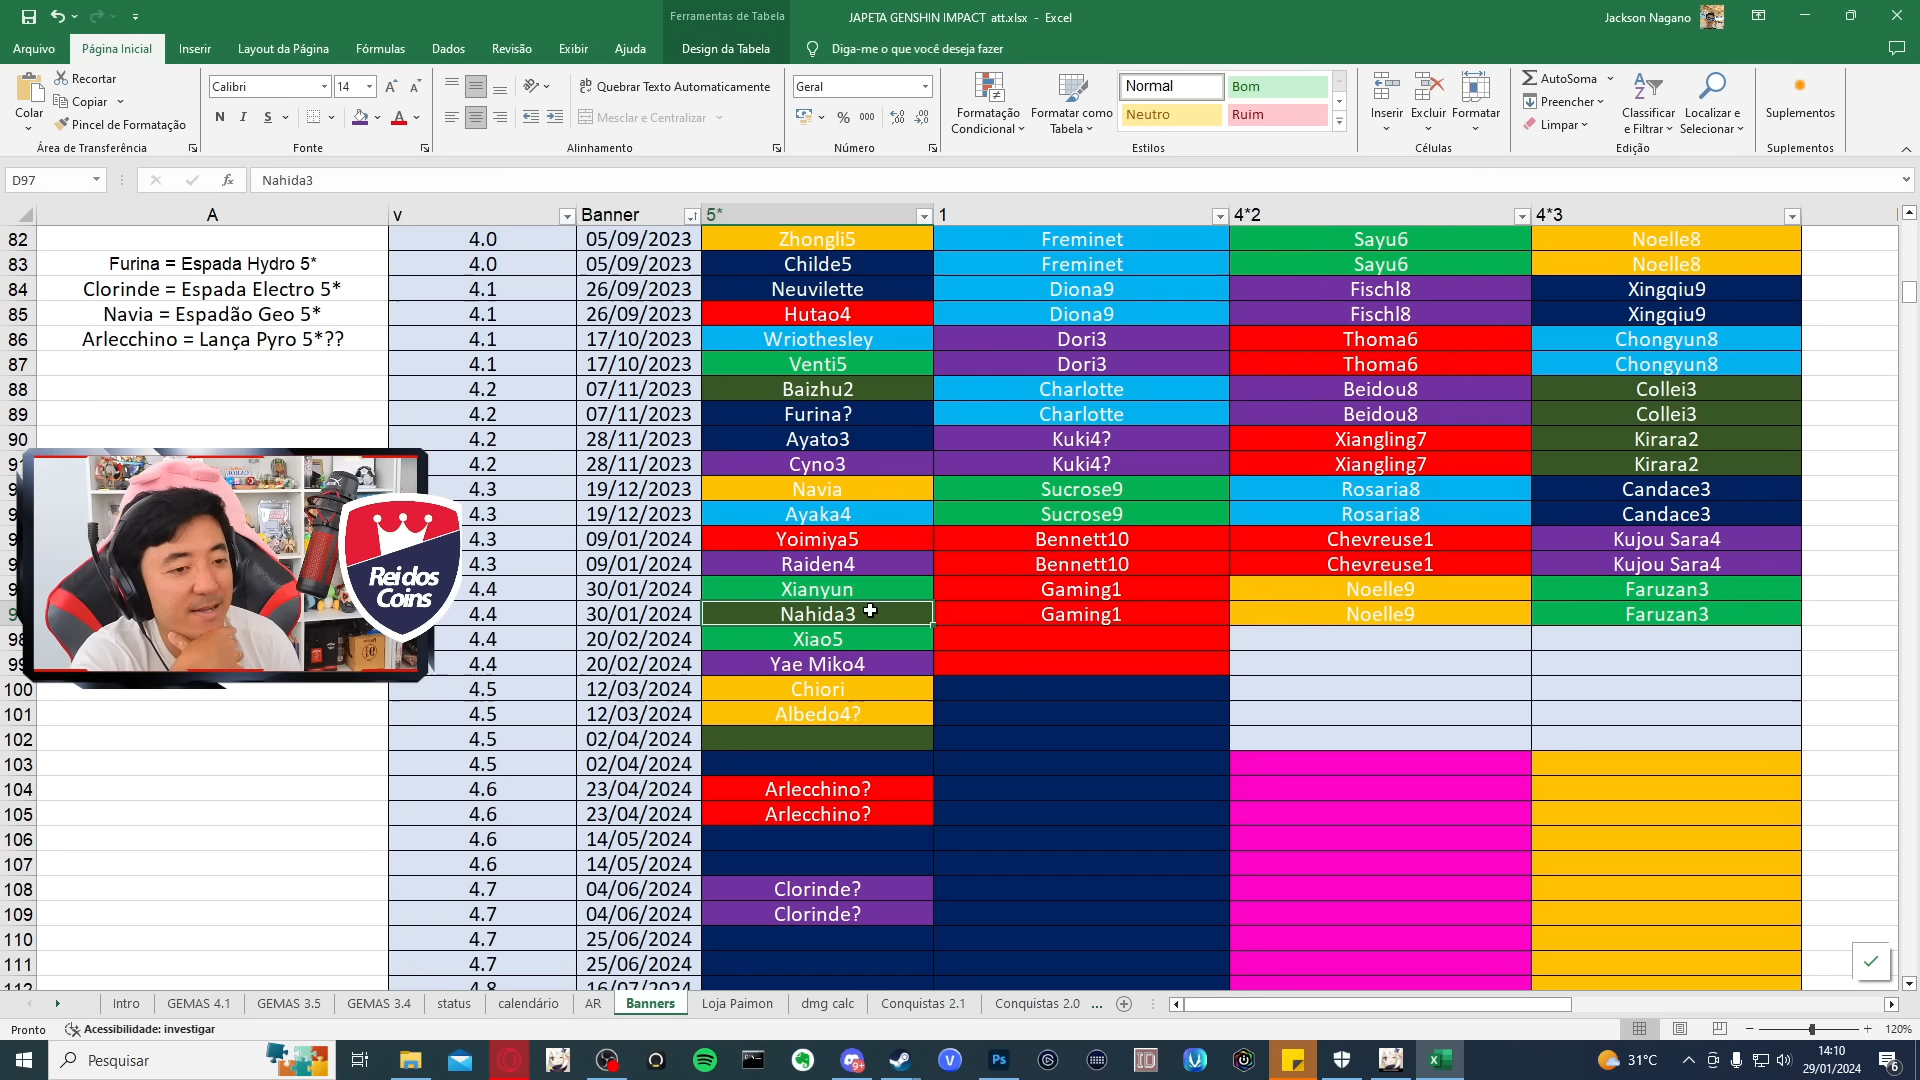 Ferramentas de Tabela
JAPETA GENSHIN IMPACT att.xlsx - Excel
Jackson Nagano
Arquivo Página Inicial Inserir Layout da Página Fórmulas Dados Revisão Exibir Ajuda Design da Tabela Diga-me o que você deseja fazer
Recortar
Copiar
Pincel de Formatação
Colar
Área de Transferência
Calibri 14
N I S
Fonte
Quebrar Texto Automaticamente
Mesclar e Centralizar
Alinhamento
Geral
% 000
Número
Formatação Condicional
Formatar como Tabela
Normal Bom
Neutro Ruim
Estilos
Inserir Excluir Formatar
Células
AutoSoma
Preencher
Limpar
Classificar e Filtrar
Localizar e Selecionar
Edição
Suplementos
Suplementos
D97 fx Nahida3
A v Banner 5* 1 4*2 4*3
82 4.0 05/09/2023 Zhongli5 Freminet Sayu6 Noelle8
83 Furina = Espada Hydro 5* 4.0 05/09/2023 Childe5 Freminet Sayu6 Noelle8
84 Clorinde = Espada Electro 5* 4.1 26/09/2023 Neuvilette Diona9 Fischl8 Xingqiu9
85 Navia = Espadão Geo 5* 4.1 26/09/2023 Hutao4 Diona9 Fischl8 Xingqiu9
86 Arlecchino = Lança Pyro 5*?? 4.1 17/10/2023 Wriothesley Dori3 Thoma6 Chongyun8
87 4.1 17/10/2023 Venti5 Dori3 Thoma6 Chongyun8
88 4.2 07/11/2023 Baizhu2 Charlotte Beidou8 Collei3
89 4.2 07/11/2023 Furina? Charlotte Beidou8 Collei3
90 4.2 28/11/2023 Ayato3 Kuki4? Xiangling7 Kirara2
4.2 28/11/2023 Cyno3 Kuki4? Xiangling7 Kirara2
4.3 19/12/2023 Navia Sucrose9 Rosaria8 Candace3
4.3 19/12/2023 Ayaka4 Sucrose9 Rosaria8 Candace3
4.3 09/01/2024 Yoimiya5 Bennett10 Chevreuse1 Kujou Sara4
4.3 09/01/2024 Raiden4 Bennett10 Chevreuse1 Kujou Sara4
4.4 30/01/2024 Xianyun Gaming1 Noelle9 Faruzan3
4.4 30/01/2024 Nahida3 Gaming1 Noelle9 Faruzan3
4.4 20/02/2024 Xiao5
4.4 20/02/2024 Yae Miko4
100 4.5 12/03/2024 Chiori
101 4.5 12/03/2024 Albedo4?
102 4.5 02/04/2024
103 4.5 02/04/2024
104 4.6 23/04/2024 Arlecchino?
105 4.6 23/04/2024 Arlecchino?
106 4.6 14/05/2024
107 4.6 14/05/2024
108 4.7 04/06/2024 Clorinde?
109 4.7 04/06/2024 Clorinde?
110 4.7 25/06/2024
111 4.7 25/06/2024
112 4.8 16/07/2024
Rei dos
Coins
Intro GEMAS 4.1 GEMAS 3.5 GEMAS 3.4 status calendário AR Banners Loja Paimon dmg calc Conquistas 2.1 Conquistas 2.0 ...
Pronto Acessibilidade: investigar 120%
Pesquisar
31°C
14:10
29/01/2024
6